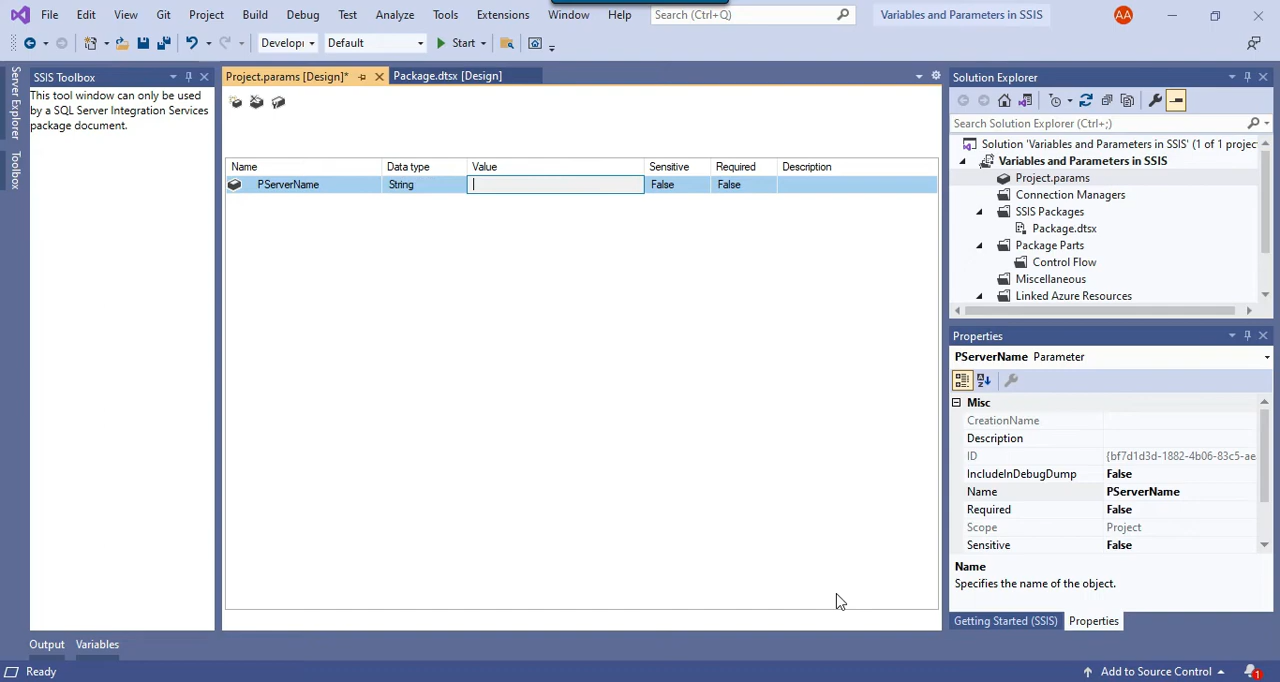 File Edit View Git Project Build Debug Test Analyze Tools Extensions Window Help Search (Ctrl+Q) Variables and Parameters in SSIS AA
Default Start
SSIS Toolbox
This tool window can only be used
by a SQL Server Integration Services
package document.
Server Explorer
Toolbox
Project.params [Design]* Package.dtsx [Design]
Name Data type Value Sensitive Required Description
PServerName String False False
Solution Explorer
Search Solution Explorer (Ctrl+;)
Solution 'Variables and Parameters in SSIS' (1 of 1 projec
Variables and Parameters in SSIS
Project.params
Connection Managers
SSIS Packages
Package.dtsx
Package Parts
Control Flow
Miscellaneous
Linked Azure Resources
Properties
PServerName Parameter
Misc
CreationName
Description
ID {bf7d1d3d-1882-4b06-83c5-ae
IncludeInDebugDump False
Name PServerName
Required False
Scope Project
Sensitive False
Name
Specifies the name of the object.
Getting Started (SSIS) Properties
Output Variables
Ready Add to Source Control 1